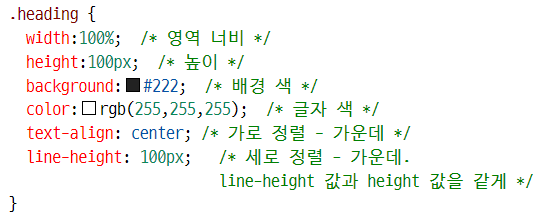 .heading {
  width:100%;  /* 영역 너비 */
  height:100px;  /* 높이 */
  background:#222;  /* 배경 색 */
  color:rgb(255,255,255);  /* 글자 색 */
  text-align: center; /* 가로 정렬 - 가운데 */
  line-height: 100px;   /* 세로 정렬 - 가운데.
                        line-height 값과 height 값을 같게 */
}